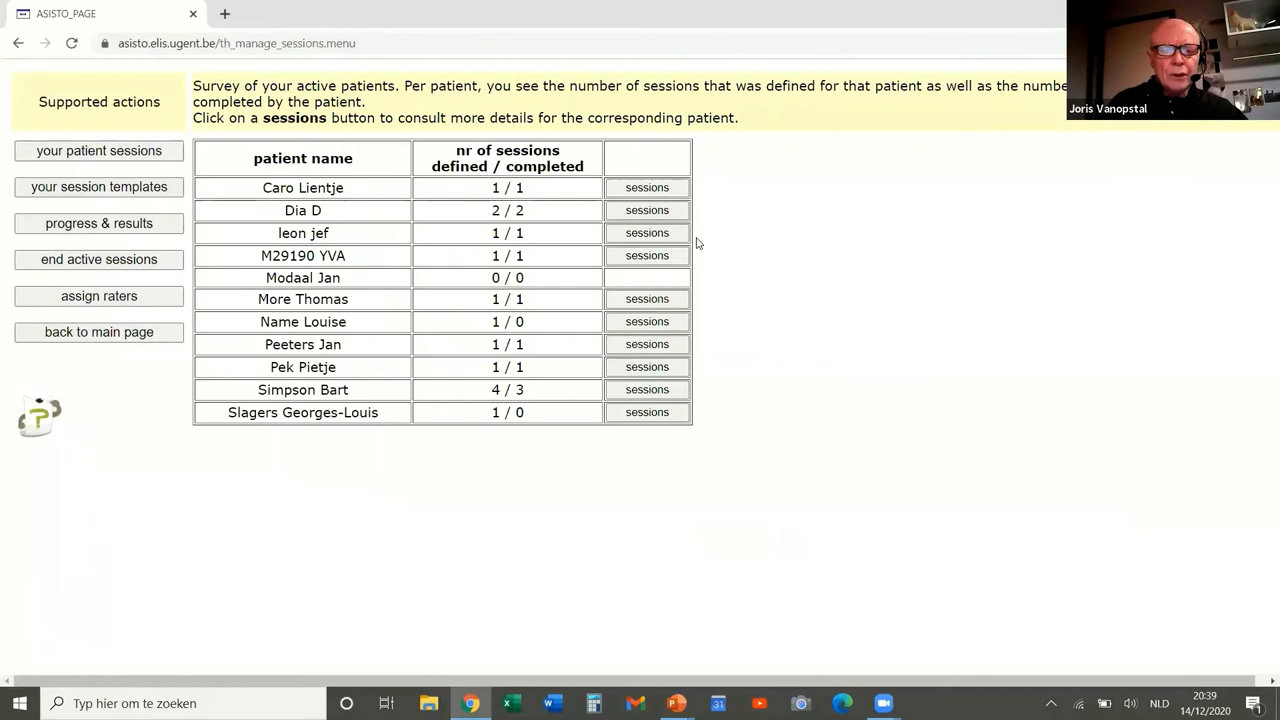 ASISTO_PAGE
asisto.elis.ugent.be/th_manage_sessions.menu
Joris Vanopstal
Supported actions
your patient sessions
your session templates
progress & results
end active sessions
assign raters
back to main page
Survey of your active patients. Per patient, you see the number of sessions that was defined for that patient as well as the
completed by the patient.
Click on a sessions button to consult more details for the corresponding patient.
patient name
nr of sessions
defined / completed
Caro Lientje 1 / 1 sessions
Dia D 2 / 2 sessions
leon jef 1 / 1 sessions
M29190 YVA 1 / 1 sessions
Modaal Jan 0 / 0
More Thomas 1 / 1 sessions
Name Louise 1 / 0 sessions
Peeters Jan 1 / 1 sessions
Pek Pietje 1 / 1 sessions
Simpson Bart 4 / 3 sessions
Slagers Georges-Louis 1 / 0 sessions
?
Typ hier om te zoeken
31
NLD
20:39
14/12/2020
1